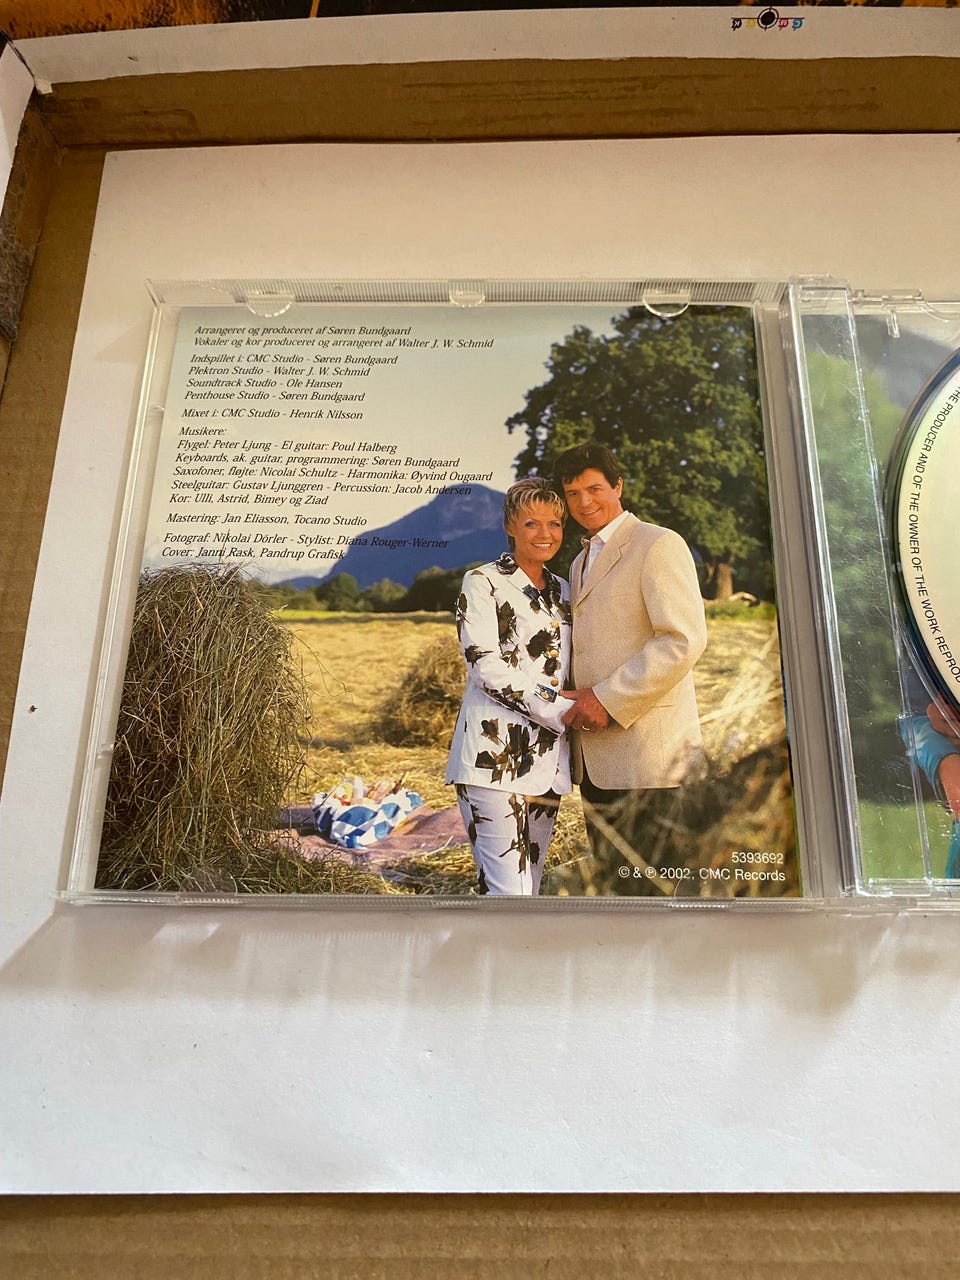 C M Y K
Arrangeret og produceret af Søren Bundgaard
Vokaler og kor produceret og arrangeret af Walter J. W. Schmid
Indspillet i: CMC Studio - Søren Bundgaard
Plektron Studio - Walter J. W. Schmid
Soundtrack Studio - Ole Hansen
Penthouse Studio - Søren Bundgaard
Mixet i: CMC Studio - Henrik Nilsson
Musikere:
Flygel: Peter Ljung - El guitar: Poul Halberg
Keyboards, ak. guitar, programmering: Søren Bundgaard
Saxofoner, fløjte: Nicolai Schultz - Harmonika: Øyvind Ougaard
Steelguitar: Gustav Ljunggren - Percussion: Jacob Andersen
Kor: Ulli, Astrid, Bimey og Ziad
Mastering: Jan Eliasson, Tocano Studio
Fotograf: Nikolai Dörler - Stylist: Diana Rouger-Werner
Cover: Janni Rask, Pandrup Grafisk
5393692
© & ℗ 2002, CMC Records
THE PRODUCER AND OF THE OWNER OF THE WORK REPROD